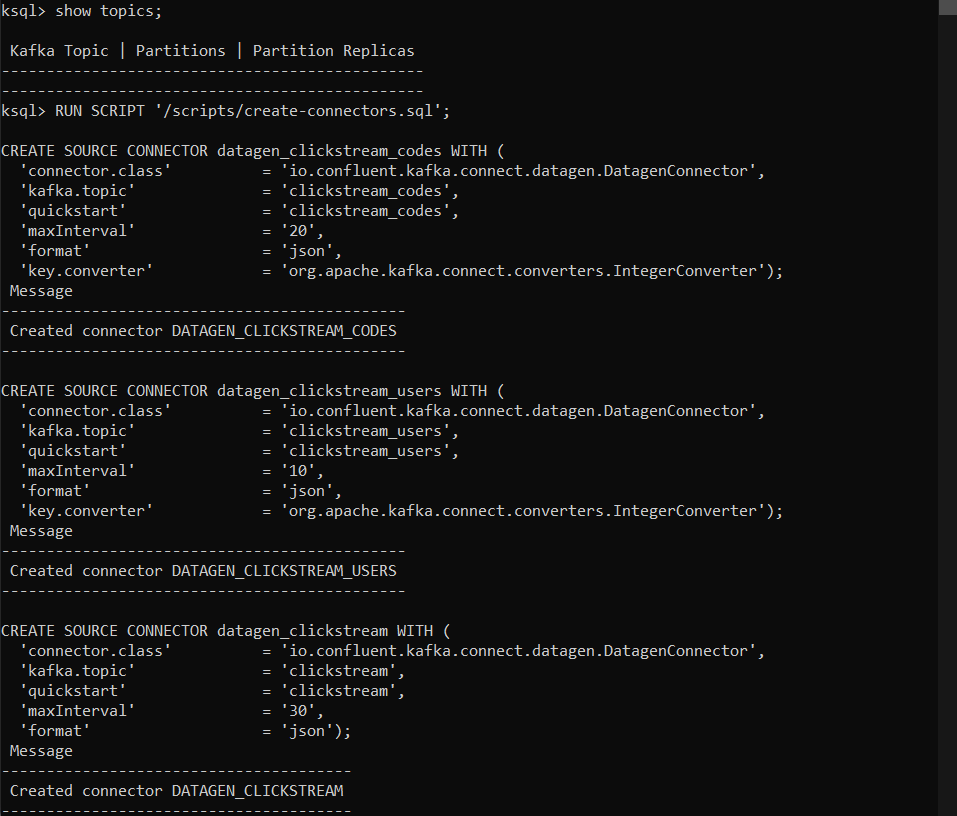 ksql> show topics;
 Kafka Topic | Partitions | Partition Replicas
-----------------------------------------------
-----------------------------------------------
ksql> RUN SCRIPT '/scripts/create-connectors.sql';
CREATE SOURCE CONNECTOR datagen_clickstream_codes WITH (
  'connector.class'          = 'io.confluent.kafka.connect.datagen.DatagenConnector',
  'kafka.topic'              = 'clickstream_codes',
  'quickstart'               = 'clickstream_codes',
  'maxInterval'              = '20',
  'format'                   = 'json',
  'key.converter'            = 'org.apache.kafka.connect.converters.IntegerConverter');
 Message
---------------------------------------------
 Created connector DATAGEN_CLICKSTREAM_CODES
---------------------------------------------
CREATE SOURCE CONNECTOR datagen_clickstream_users WITH (
  'connector.class'          = 'io.confluent.kafka.connect.datagen.DatagenConnector',
  'kafka.topic'              = 'clickstream_users',
  'quickstart'               = 'clickstream_users',
  'maxInterval'              = '10',
  'format'                   = 'json',
  'key.converter'            = 'org.apache.kafka.connect.converters.IntegerConverter');
 Message
---------------------------------------------
 Created connector DATAGEN_CLICKSTREAM_USERS
---------------------------------------------
CREATE SOURCE CONNECTOR datagen_clickstream WITH (
  'connector.class'          = 'io.confluent.kafka.connect.datagen.DatagenConnector',
  'kafka.topic'              = 'clickstream',
  'quickstart'               = 'clickstream',
  'maxInterval'              = '30',
  'format'                   = 'json');
 Message
---------------------------------------
 Created connector DATAGEN_CLICKSTREAM
---------------------------------------